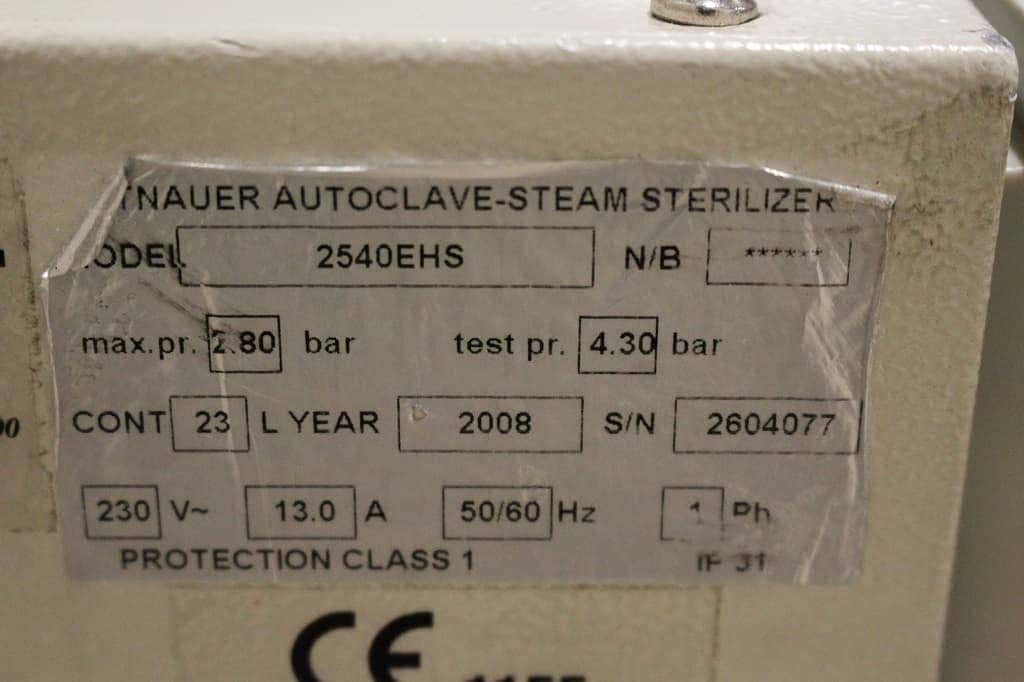 TNAUER AUTOCLAVE-STEAM STERILIZER
MODEL 2540EHS N/B ******
max.pr. 2.80 bar test pr. 4.30 bar
CONT 23 L YEAR 2008 S/N 2604077
230 V~ 13.0 A 50/60 Hz 1 Ph
PROTECTION CLASS 1 IP 31
CE